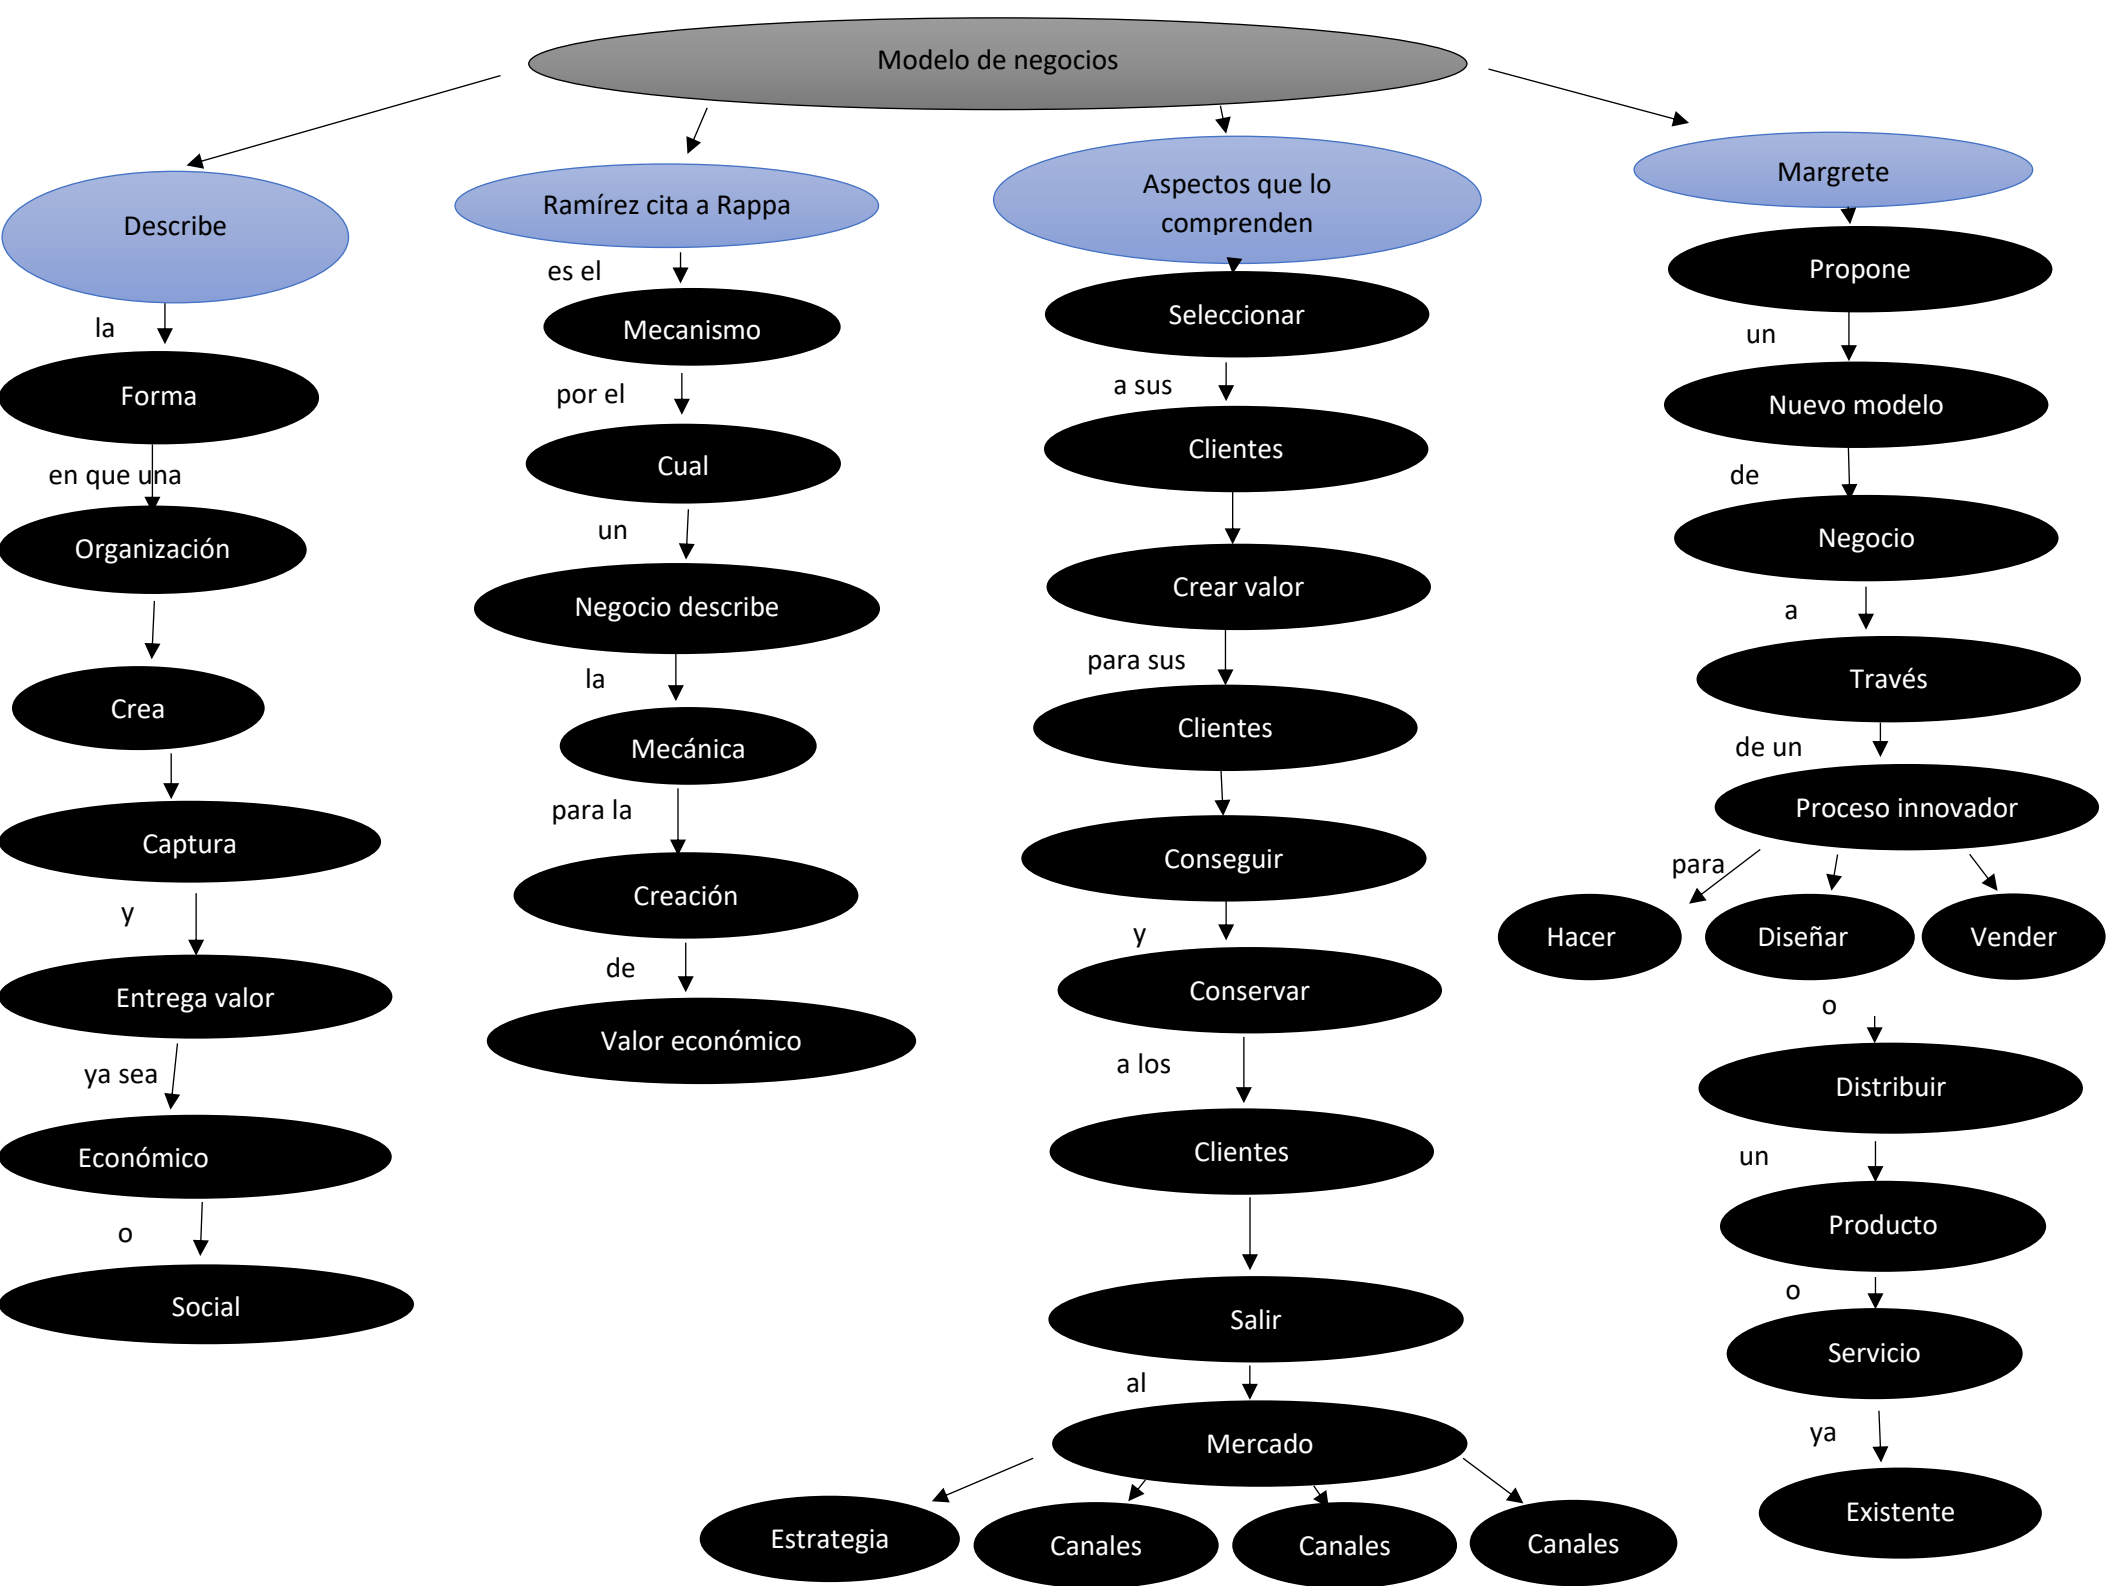 Modelo de negocios
Describe
la
Forma
en que una
Organización
Crea
Captura
y
Entrega valor
ya sea
Económico
o
Social
Ramírez cita a Rappa
es el
Mecanismo
por el
Cual
un
Negocio describe
la
Mecánica
para la
Creación
de
Valor económico
Aspectos que lo
comprenden
Seleccionar
a sus
Clientes
Crear valor
para sus
Clientes
Conseguir
y
Conservar
a los
Clientes
Salir
al
Mercado
Estrategia
Canales
Canales
Canales
Margrete
Propone
un
Nuevo modelo
de
Negocio
a
Través
de un
Proceso innovador
para
Hacer
Diseñar
Vender
o
Distribuir
un
Producto
o
Servicio
ya
Existente